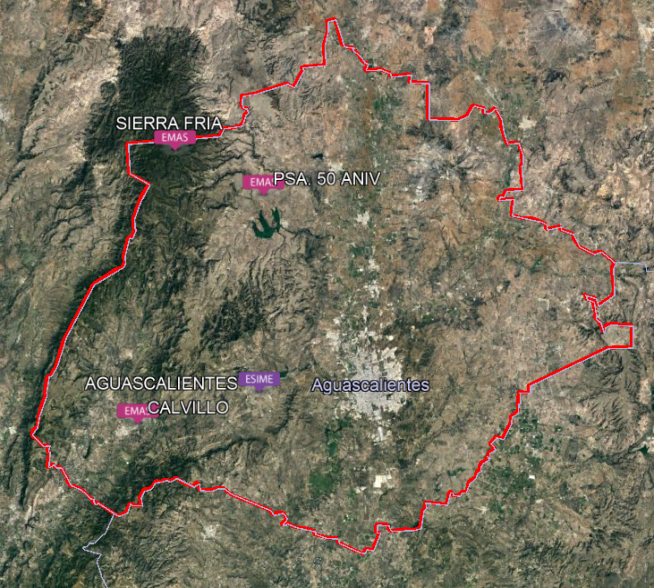 SIERRA FRIA
EMAS
EMA PSA. 50 ANIV
AGUASCALIENTES ESIME
Aguascalientes
EMA CALVILLO